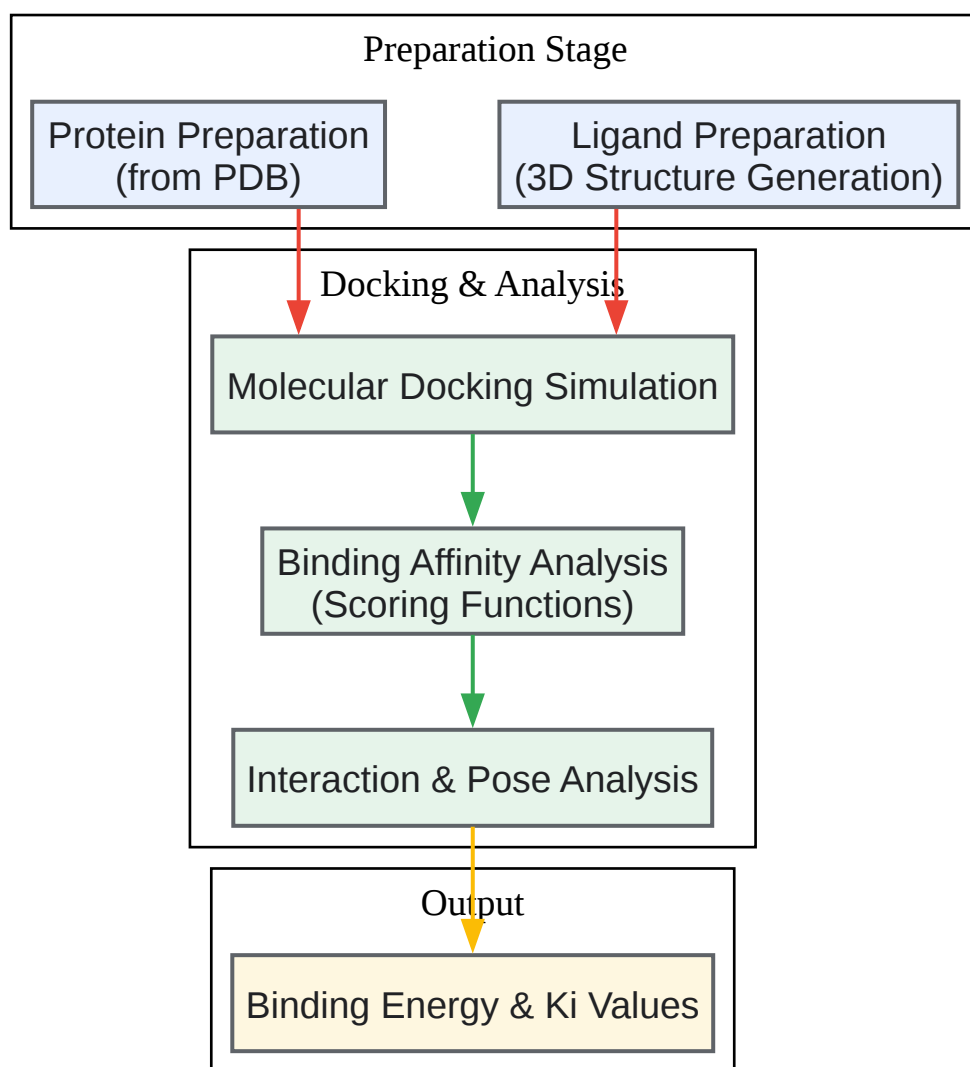 Preparation Stage
Protein Preparation
(from PDB)
Ligand Preparation
(3D Structure Generation)
Docking & Analysis
Molecular Docking Simulation
Binding Affinity Analysis
(Scoring Functions)
Interaction & Pose Analysis
Output
Binding Energy & Ki Values